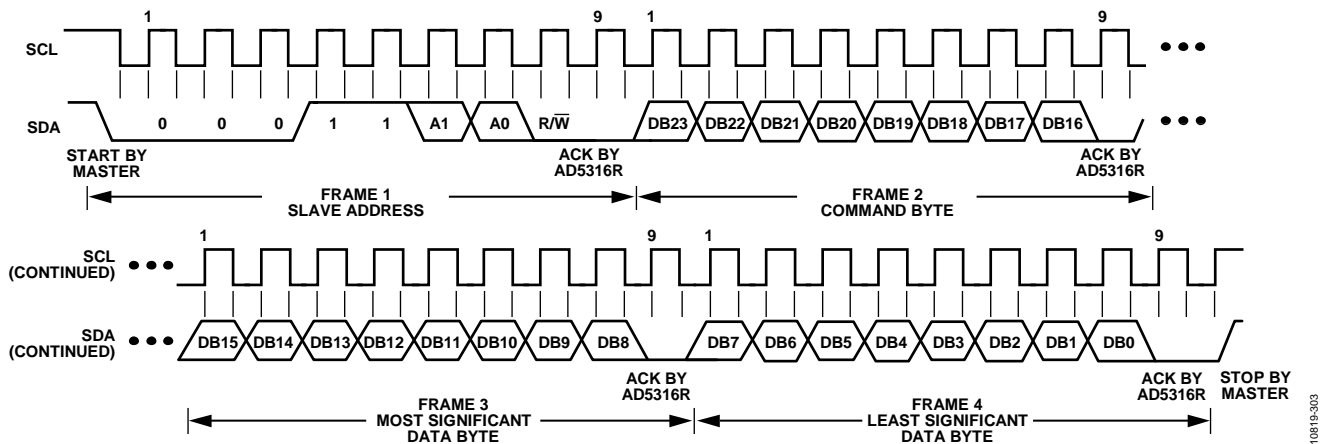 1 9 1 9
SCL
SDA 0 0 0 1 1 A1 A0 R/W̅ DB23 DB22 DB21 DB20 DB19 DB18 DB17 DB16
START BY MASTER
ACK BY AD5316R
ACK BY AD5316R
FRAME 1
SLAVE ADDRESS
FRAME 2
COMMAND BYTE
1 9 1 9
SCL
(CONTINUED)
SDA
(CONTINUED)
DB15 DB14 DB13 DB12 DB11 DB10 DB9 DB8 DB7 DB6 DB5 DB4 DB3 DB2 DB1 DB0
ACK BY
AD5316R
ACK BY
AD5316R
STOP BY
MASTER
FRAME 3
MOST SIGNIFICANT
DATA BYTE
FRAME 4
LEAST SIGNIFICANT
DATA BYTE
10819-303